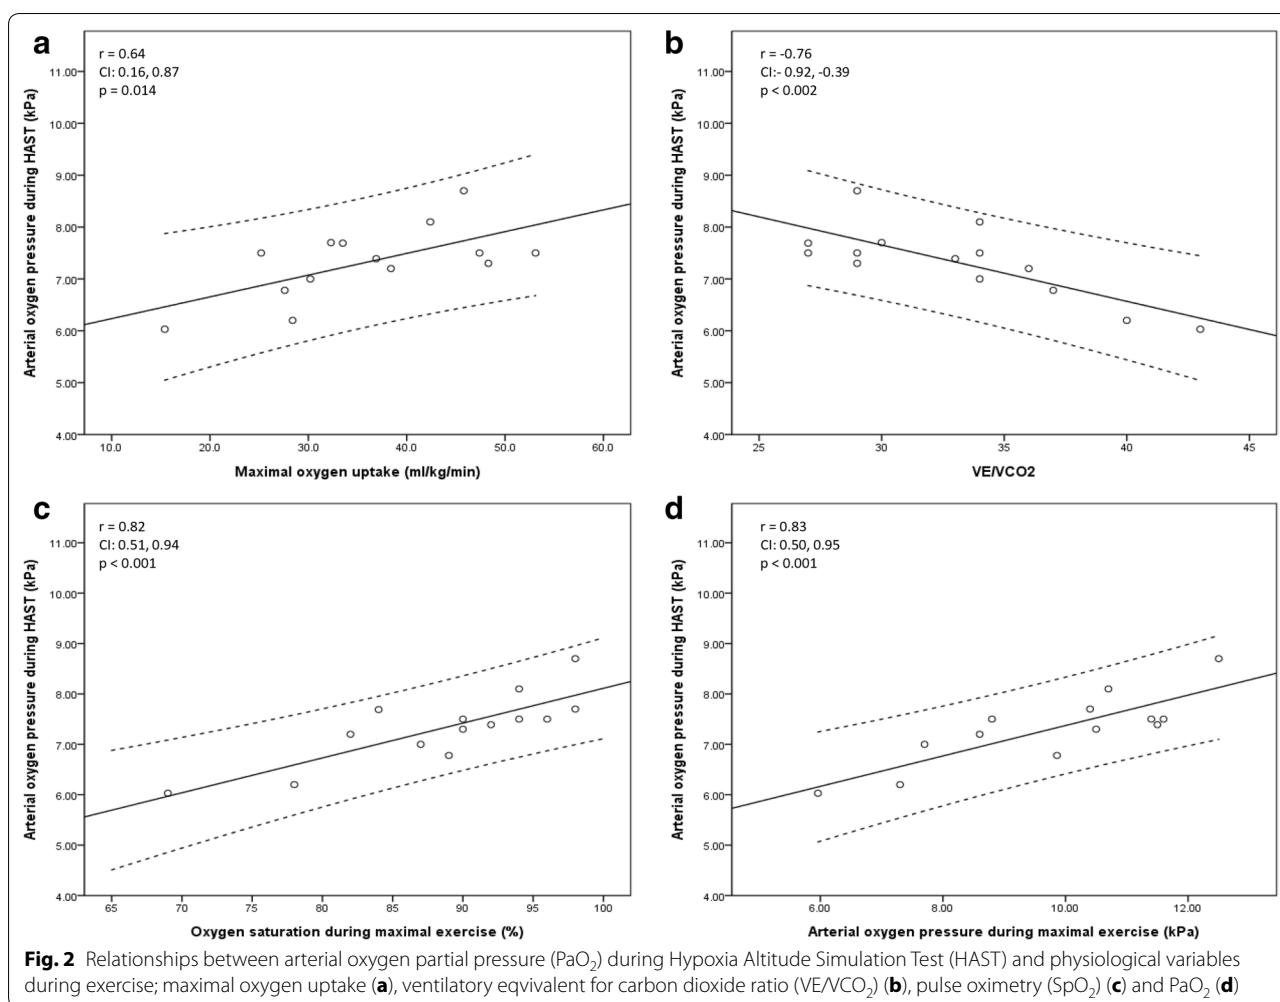 a
r = 0.64
CI: 0.16, 0.87
p = 0.014
Arterial oxygen pressure during HAST (kPa)
11.00
10.00
9.00
8.00
7.00
6.00
5.00
4.00
10.0 20.0 30.0 40.0 50.0 60.0
Maximal oxygen uptake (ml/kg/min)
b
r = -0.76
CI:- 0.92, -0.39
p < 0.002
Arterial oxygen pressure during HAST (kPa)
11.00
10.00
9.00
8.00
7.00
6.00
5.00
4.00
25 30 35 40 45
VE/VCO2
c
r = 0.82
CI: 0.51, 0.94
p < 0.001
Arterial oxygen pressure during HAST (kPa)
11.00
10.00
9.00
8.00
7.00
6.00
5.00
4.00
65 70 75 80 85 90 95 100
Oxygen saturation during maximal exercise (%)
d
r = 0.83
CI: 0.50, 0.95
p < 0.001
Arterial oxygen pressure during HAST (kPa)
11.00
10.00
9.00
8.00
7.00
6.00
5.00
4.00
6.00 8.00 10.00 12.00
Arterial oxygen pressure during maximal exercise (kPa)
Fig. 2 Relationships between arterial oxygen partial pressure (PaO2) during Hypoxia Altitude Simulation Test (HAST) and physiological variables
during exercise; maximal oxygen uptake (a), ventilatory eqvivalent for carbon dioxide ratio (VE/VCO2) (b), pulse oximetry (SpO2) (c) and PaO2 (d)